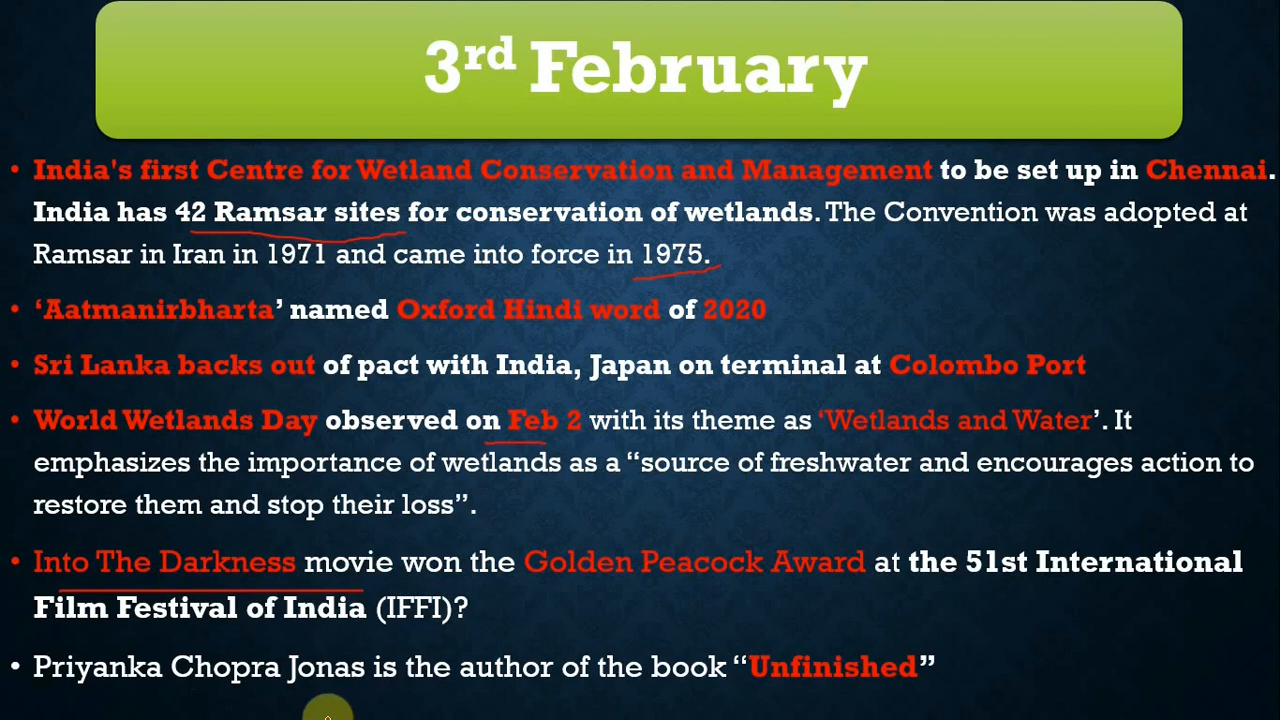 3rd February
• India's first Centre for Wetland Conservation and Management to be set up in Chennai.
India has 42 Ramsar sites for conservation of wetlands. The Convention was adopted at
Ramsar in Iran in 1971 and came into force in 1975.
• ‘Aatmanirbharta’ named Oxford Hindi word of 2020
• Sri Lanka backs out of pact with India, Japan on terminal at Colombo Port
• World Wetlands Day observed on Feb 2 with its theme as ‘Wetlands and Water’. It
emphasizes the importance of wetlands as a “source of freshwater and encourages action to
restore them and stop their loss”.
• Into The Darkness movie won the Golden Peacock Award at the 51st International
Film Festival of India (IFFI)?
• Priyanka Chopra Jonas is the author of the book “Unfinished”